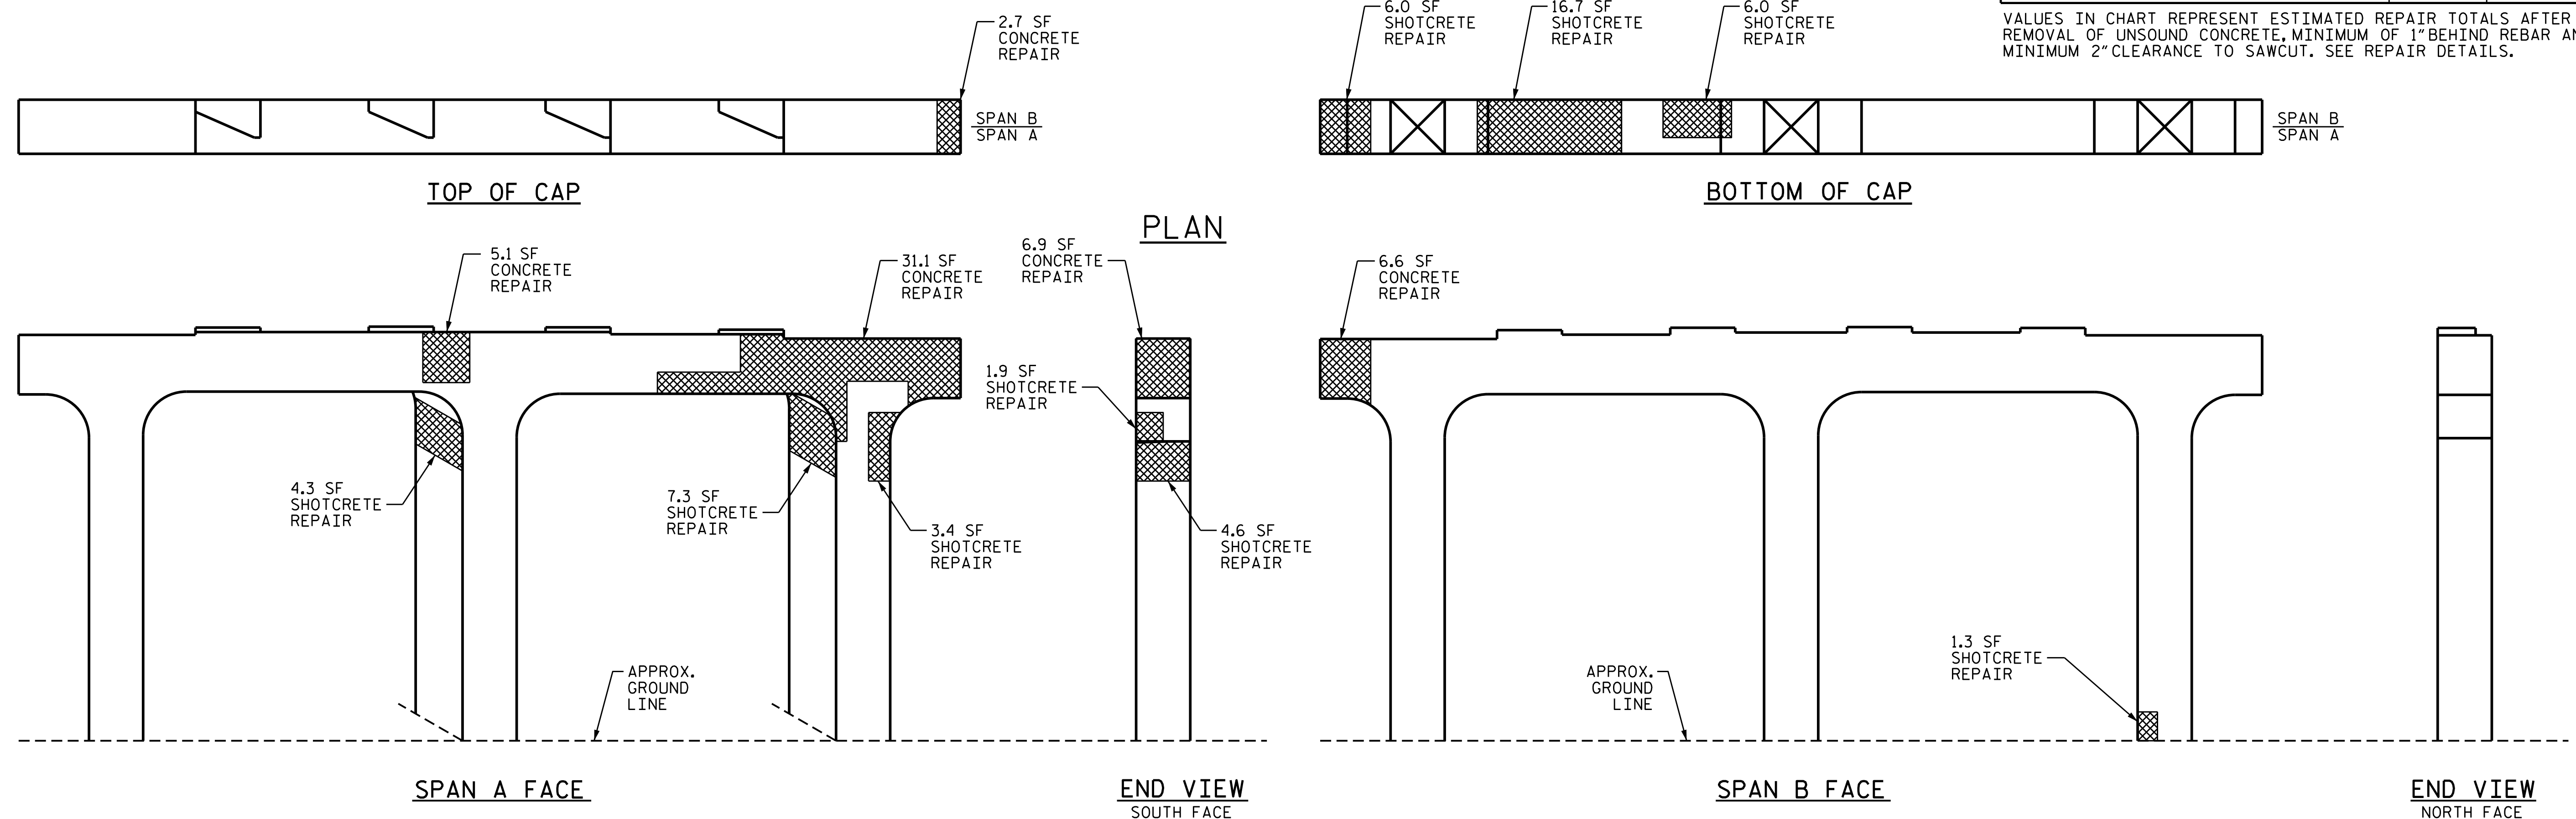 2.7 SF
CONCRETE
REPAIR
SPAN B
SPAN A
TOP OF CAP
6.0 SF
SHOTCRETE
REPAIR
16.7 SF
SHOTCRETE
REPAIR
6.0 SF
SHOTCRETE
REPAIR
VALUES IN CHART REPRESENT ESTIMATED REPAIR TOTALS AFTER
REMOVAL OF UNSOUND CONCRETE, MINIMUM OF 1" BEHIND REBAR
MINIMUM 2" CLEARANCE TO SAWCUT. SEE REPAIR DETAILS.
SPAN B
SPAN A
BOTTOM OF CAP
PLAN
5.1 SF
CONCRETE
REPAIR
31.1 SF
CONCRETE
REPAIR
6.9 SF
CONCRETE
REPAIR
1.9 SF
SHOTCRETE
REPAIR
4.3 SF
SHOTCRETE
REPAIR
7.3 SF
SHOTCRETE
REPAIR
3.4 SF
SHOTCRETE
REPAIR
4.6 SF
SHOTCRETE
REPAIR
APPROX.
GROUND
LINE
SPAN A FACE
END VIEW
SOUTH FACE
6.6 SF
CONCRETE
REPAIR
APPROX.
GROUND
LINE
1.3 SF
SHOTCRETE
REPAIR
SPAN B FACE
END VIEW
NORTH FACE